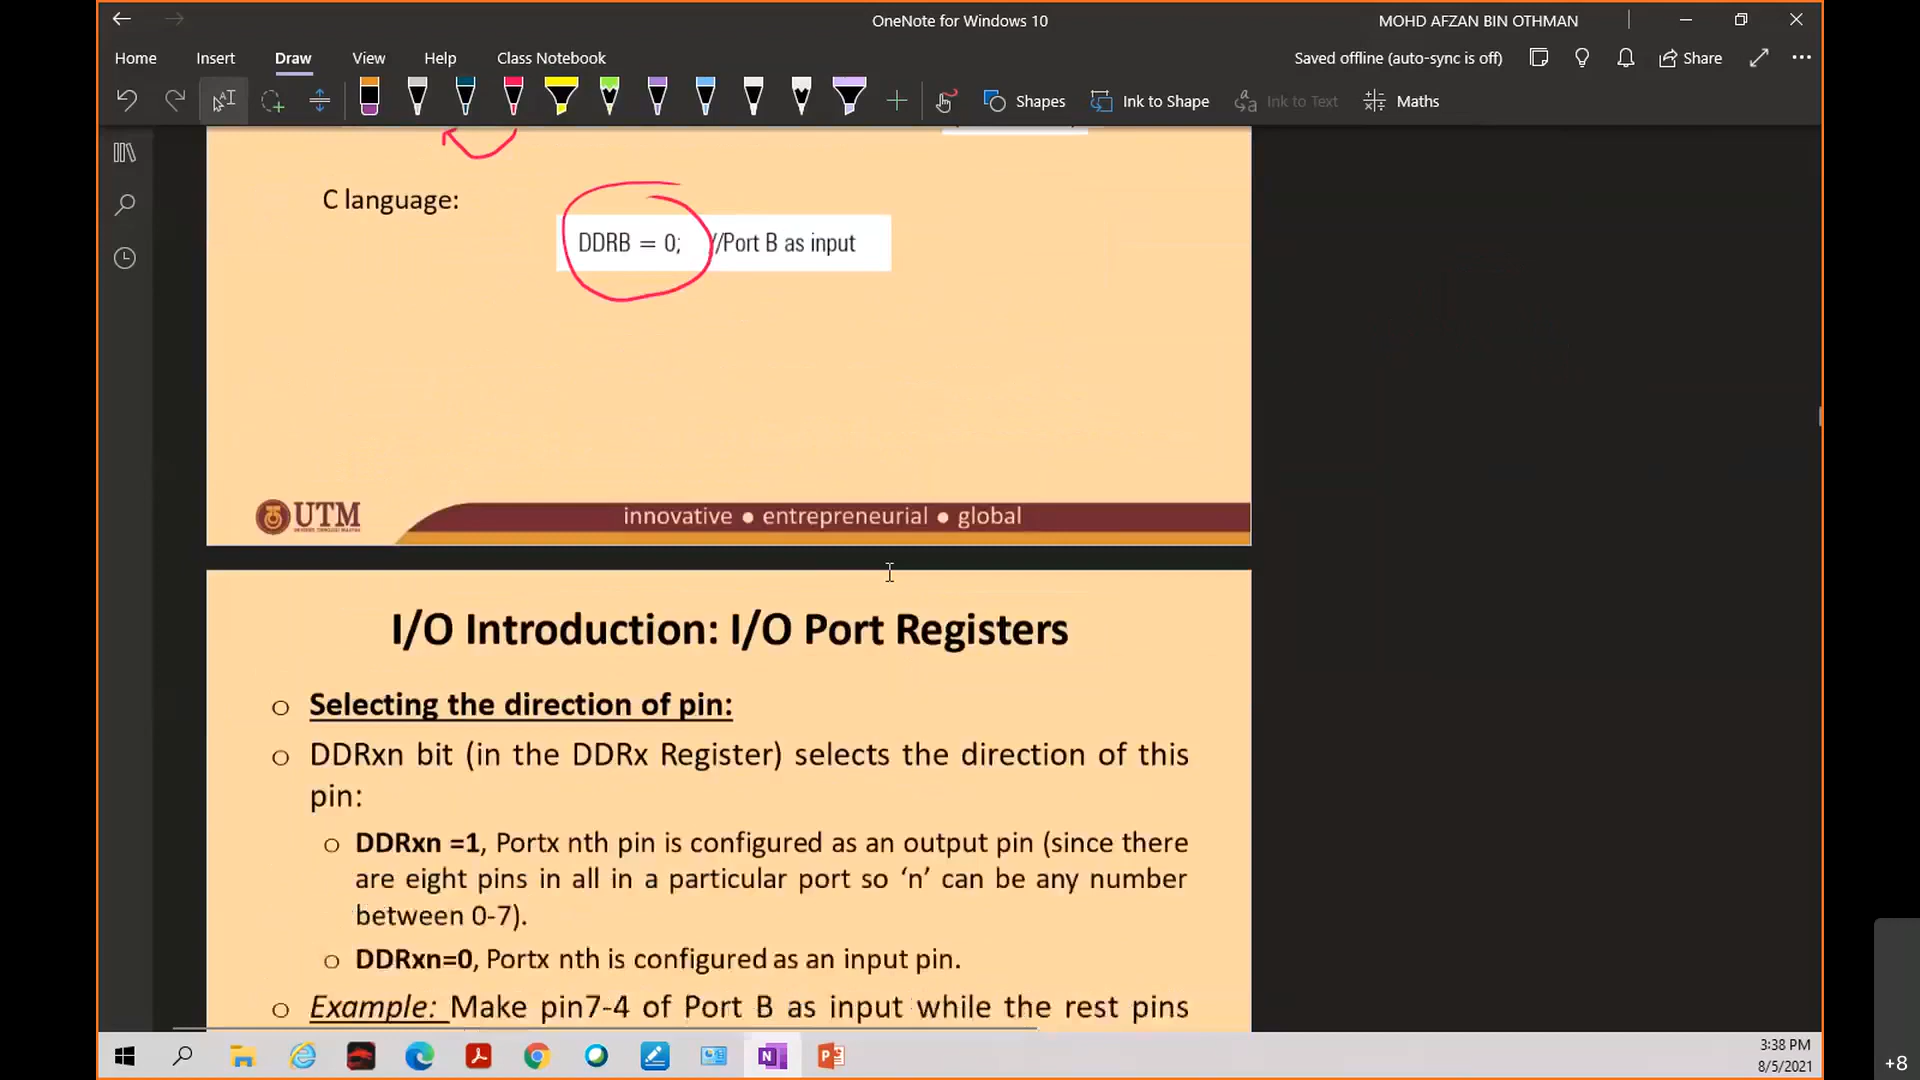 OneNote for Windows 10
MOHD AFZAN BIN OTHMAN
Home Insert Draw View Help Class Notebook
Saved offline (auto-sync is off)
Share
Shapes
Ink to Shape
Ink to Text
Maths
C language:
DDRB = 0; //Port B as input
UTM
innovative ● entrepreneurial ● global
I/O Introduction: I/O Port Registers
o Selecting the direction of pin:
o DDRxn bit (in the DDRx Register) selects the direction of this
pin:
o DDRxn =1, Portx nth pin is configured as an output pin (since there
are eight pins in all in a particular port so ‘n’ can be any number
between 0-7).
o DDRxn=0, Portx nth is configured as an input pin.
o Example: Make pin7-4 of Port B as input while the rest pins
3:38 PM
8/5/2021
+8